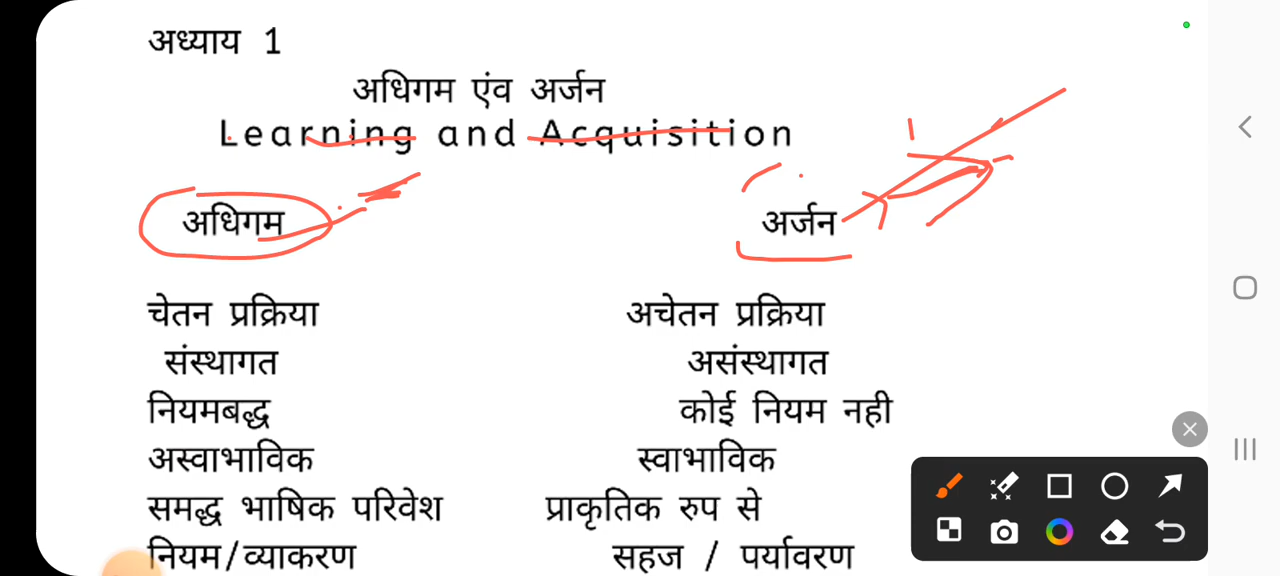 अध्याय 1
अधिगम एंव अर्जन
Learning and Acquisition
अधिगम अर्जन
चेतन प्रक्रिया अचेतन प्रक्रिया
संस्थागत असंस्थागत
नियमबद्ध कोई नियम नही
अस्वाभाविक स्वाभाविक
समद्ध भाषिक परिवेश प्राकृतिक रुप से
नियम/व्याकरण सहज / पर्यावरण